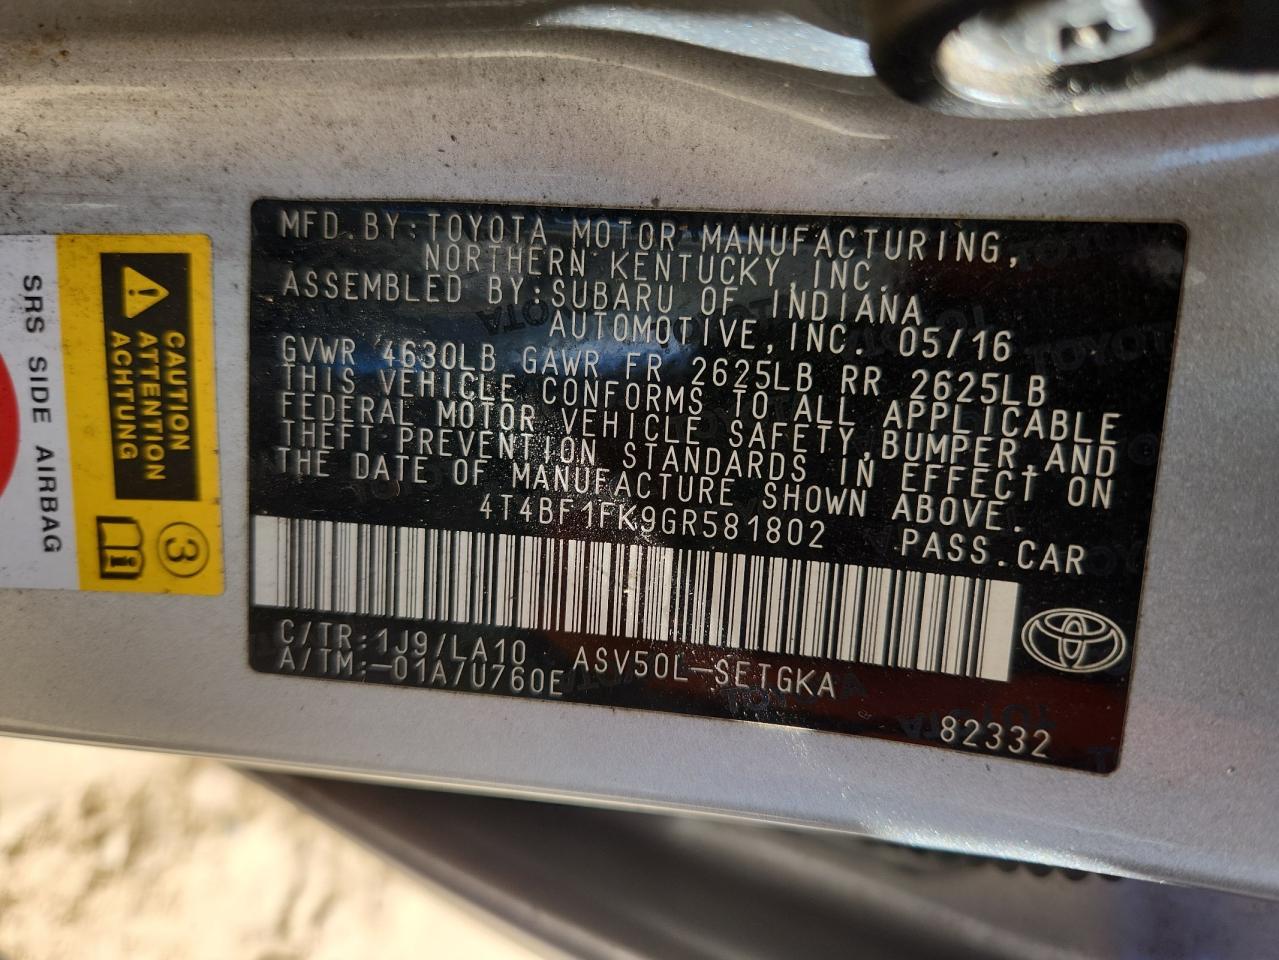 MFD.BY:TOYOTA MOTOR MANUFACTURING,
NORTHERN KENTUCKY,INC.
ASSEMBLED BY:SUBARU OF INDIANA
AUTOMOTIVE,INC. 05/16
GVWR 4630LB GAWR FR 2625LB RR 2625LB
THIS VEHICLE CONFORMS TO ALL APPLICABLE
FEDERAL MOTOR VEHICLE SAFETY,BUMPER,AND
THEFT PREVENTION STANDARDS IN EFFECT ON
THE DATE OF MANUFACTURE SHOWN ABOVE.
4T4BF1FK9GR581802 PASS.CAR
C/TR:1J9/LA10 ASV50L-SETGKA
A/TM:-01A/U760E
82332
CAUTION
ATTENTION
ACHTUNG
3
SRS SIDE AIRBAG